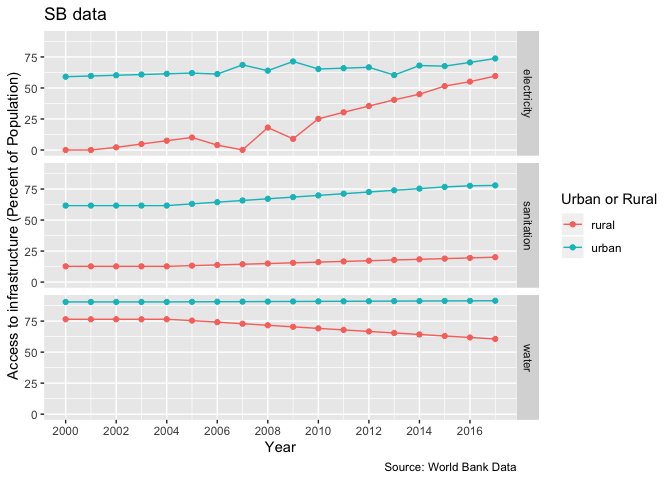 SB data
Access to infrastructure (Percent of Population)
75
50
25
0
electricity
75
50
25
0
sanitation
75
50
25
0
water
2000 2002 2004 2006 2008 2010 2012 2014 2016
Year
Urban or Rural
rural
urban
Source: World Bank Data